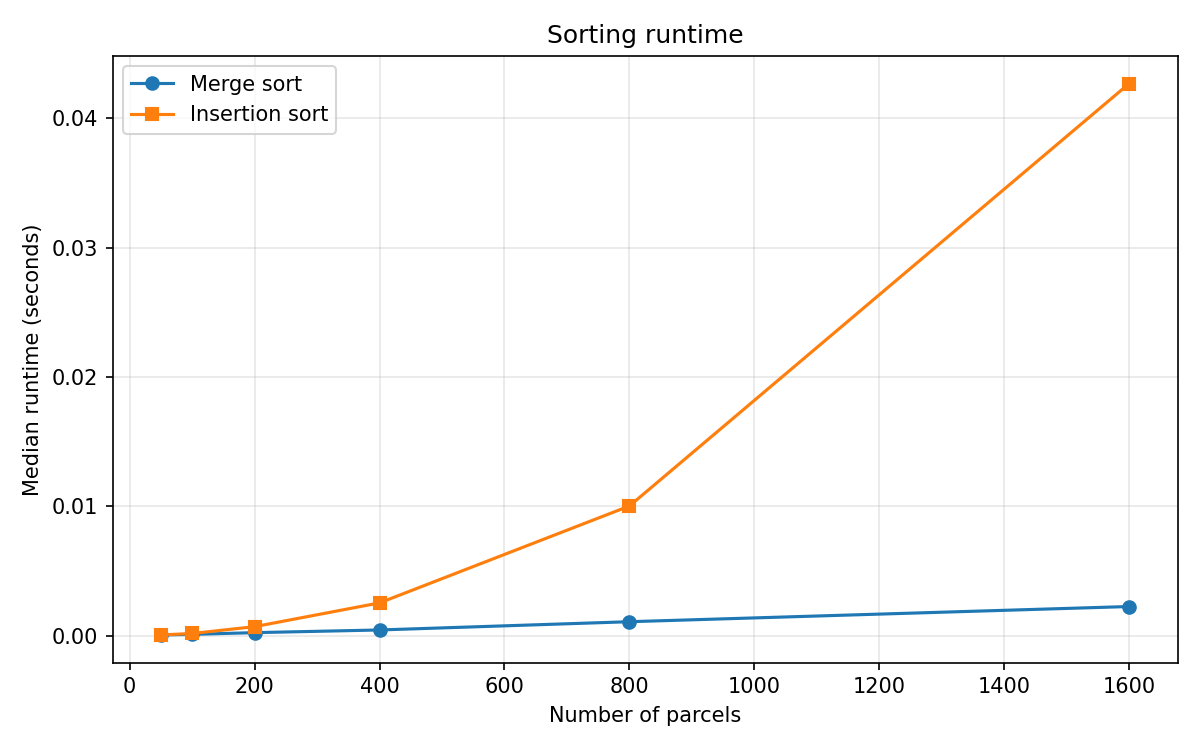 Sorting runtime
Merge sort
Insertion sort
0.04
0.03
0.02
0.01
0.00
Median runtime (seconds)
0 200 400 600 800 1000 1200 1400 1600
Number of parcels